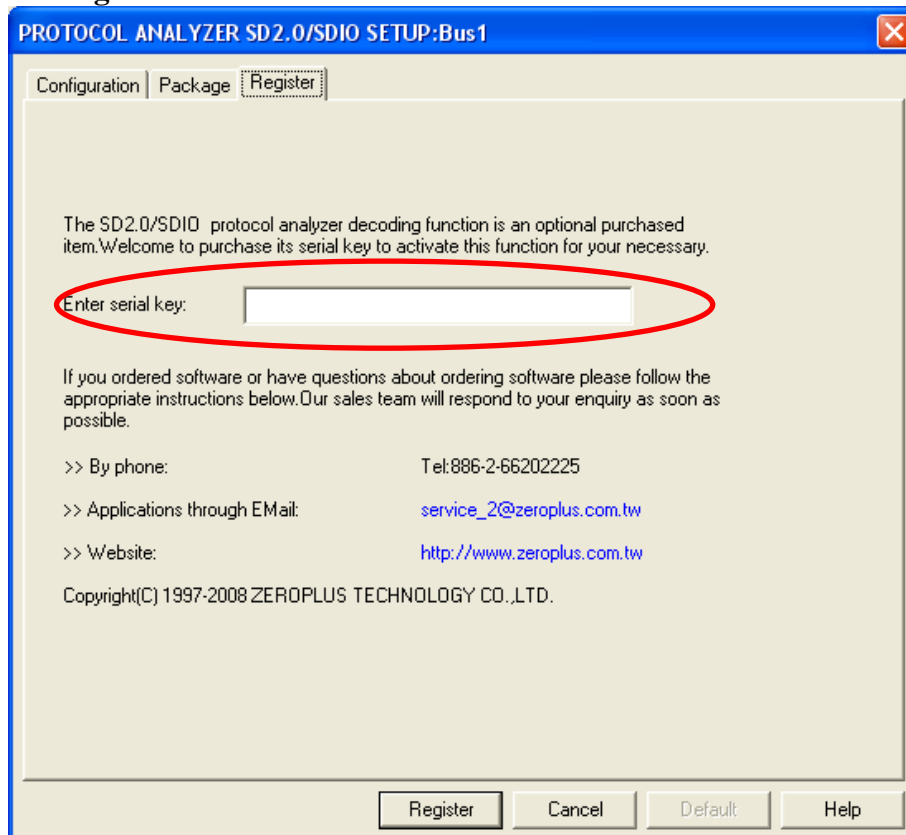 PROTOCOL ANALYZER SD2.0/SDIO SETUP:Bus1
Configuration Package Register
The SD2.0/SDIO protocol analyzer decoding function is an optional purchased
item.Welcome to purchase its serial key to activate this function for your necessary.
Enter serial key:
If you ordered software or have questions about ordering software please follow the
appropriate instructions below.Our sales team will respond to your enquiry as soon as
possible.
>> By phone: Tel:886-2-66202225
>> Applications through EMail: service_2@zeroplus.com.tw
>> Website: http://www.zeroplus.com.tw
Copyright(C) 1997-2008 ZEROPLUS TECHNOLOGY CO.,LTD.
Register Cancel Default Help